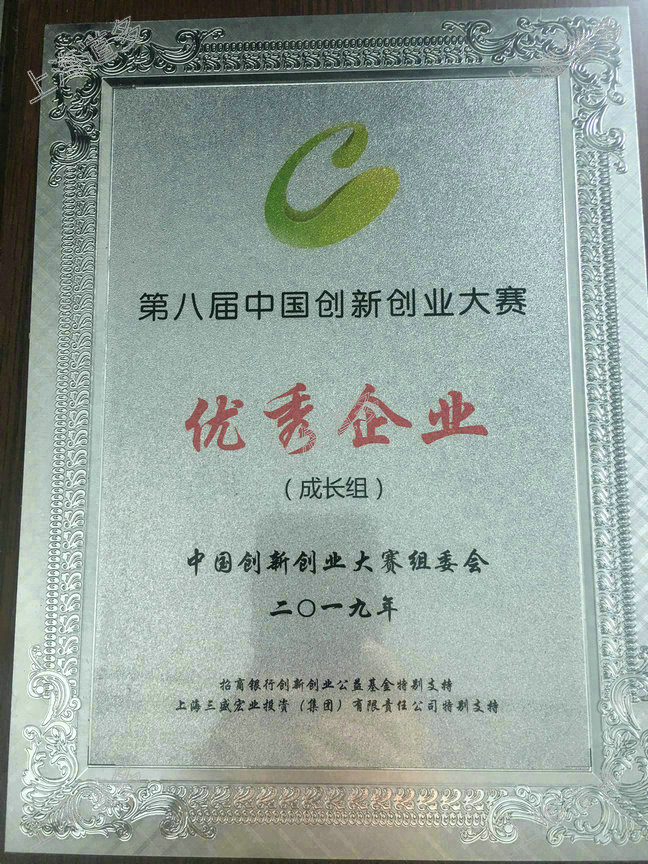 第八届中国创新创业大赛
优秀企业
（成长组）
中国创新创业大赛组委会
二〇一九年
招商银行创新创业公益基金特别支持
上海三盛宏业投资（集团）有限责任公司特别支持